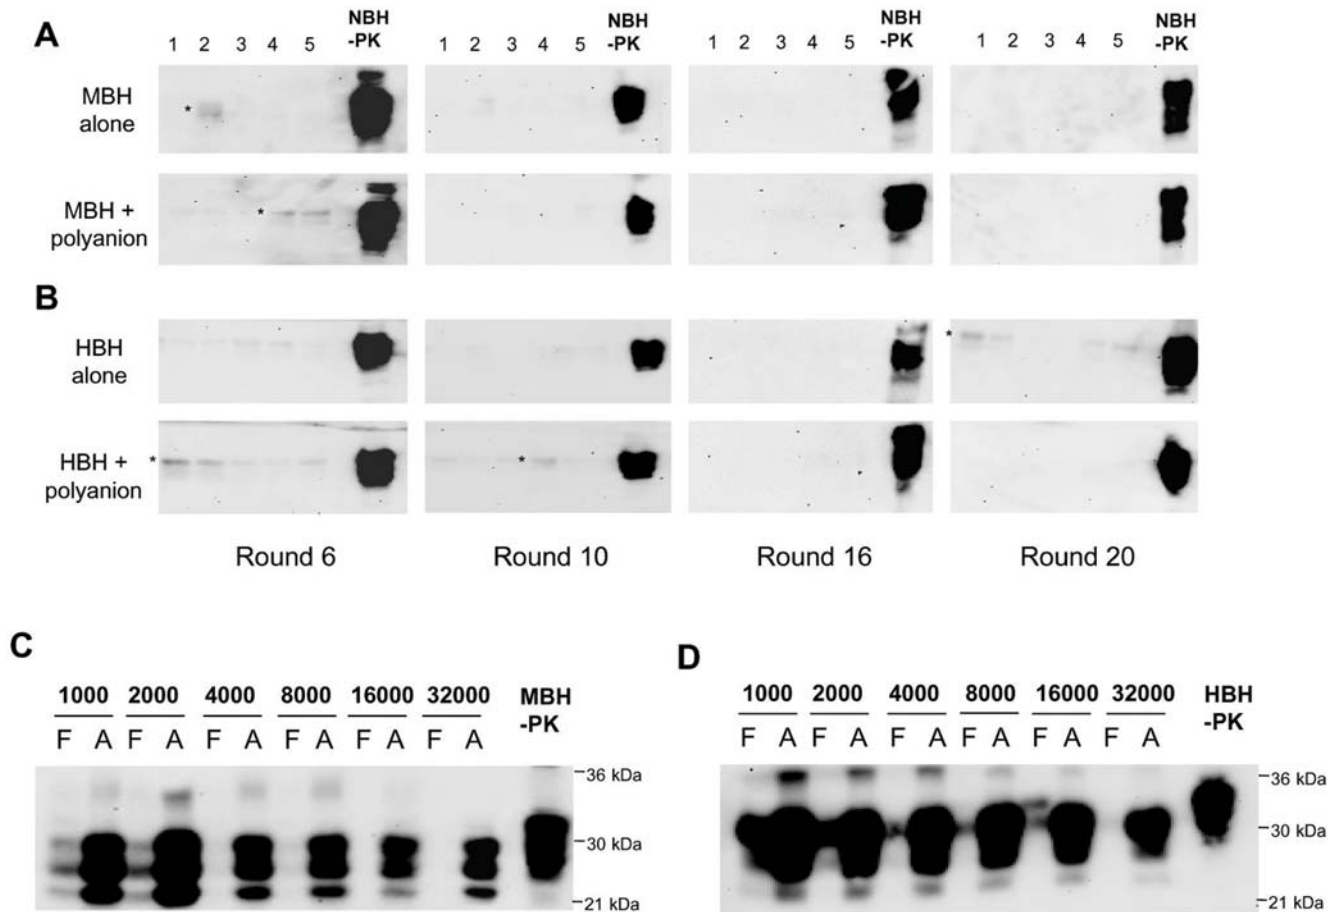 A
1 2 3 4 5 NBH -PK
1 2 3 4 5 NBH -PK
1 2 3 4 5 NBH -PK
1 2 3 4 5 NBH -PK
MBH
alone
*
MBH +
polyanion
*
B
HBH
alone
*
HBH +
polyanion
* *
Round 6 Round 10 Round 16 Round 20
C
1000 2000 4000 8000 16000 32000 MBH
-PK
F A F A F A F A F A F A
36 kDa
30 kDa
21 kDa
D
1000 2000 4000 8000 16000 32000 HBH
-PK
F A F A F A F A F A F A
36 kDa
30 kDa
21 kDa